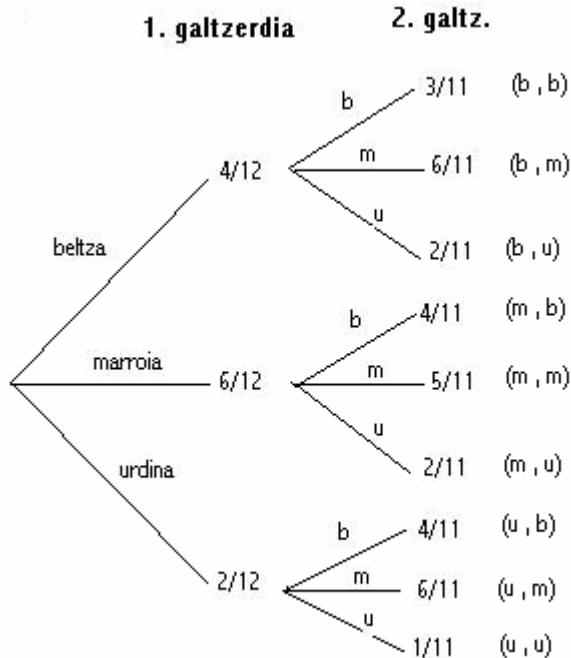 1. galtzerdia 2. galtz.
b 3/11 (b , b)
4/12 m 6/11 (b , m)
u 2/11 (b , u)
beltza
b 4/11 (m , b)
marroia 6/12 m 5/11 (m , m)
u 2/11 (m , u)
urdina
b 4/11 (u , b)
2/12 m 6/11 (u , m)
u 1/11 (u , u)